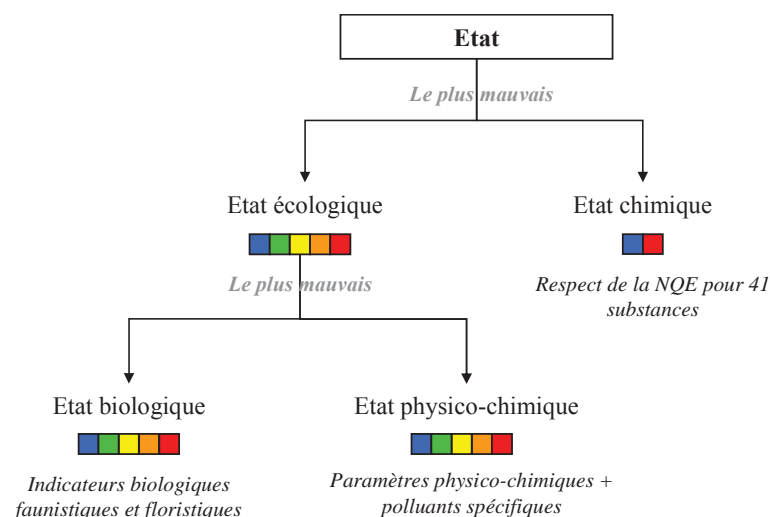 Etat
Le plus mauvais
Etat écologique
Etat chimique
Le plus mauvais
Respect de la NQE pour 41
substances
Etat biologique
Etat physico-chimique
Indicateurs biologiques
faunistiques et floristiques
Paramètres physico-chimiques +
polluants spécifiques